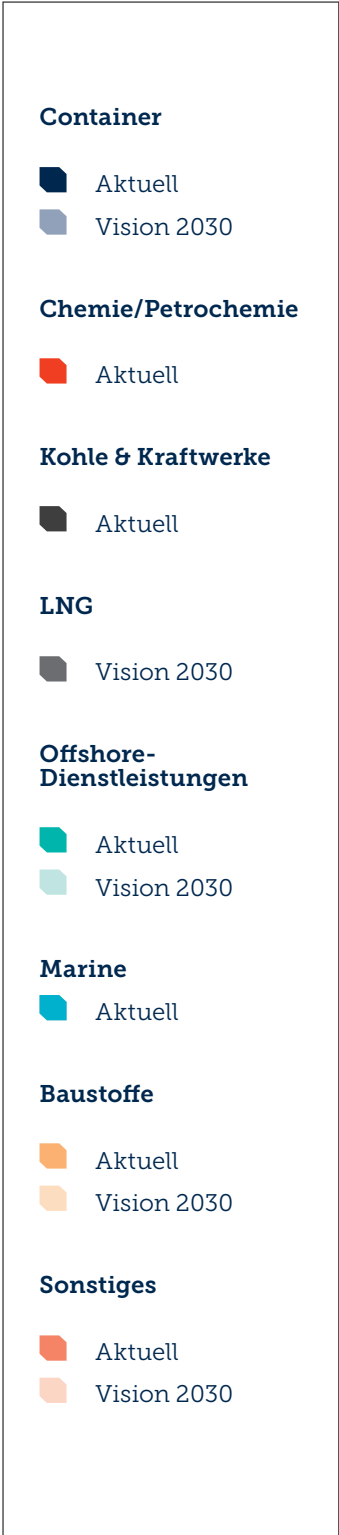 Container
Aktuell
Vision 2030
Chemie/Petrochemie
Aktuell
Kohle & Kraftwerke
Aktuell
LNG
Vision 2030
Offshore-
Dienstleistungen
Aktuell
Vision 2030
Marine
Aktuell
Baustoffe
Aktuell
Vision 2030
Sonstiges
Aktuell
Vision 2030